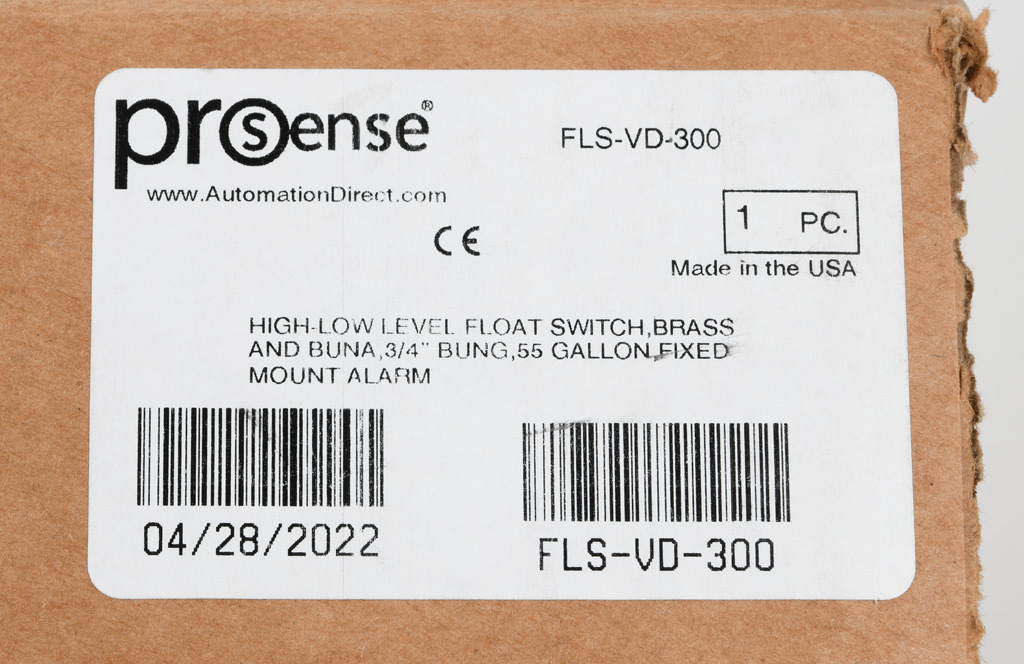 prosense®
FLS-VD-300
www.AutomationDirect.com
CE
1 PC.
Made in the USA
HIGH-LOW LEVEL FLOAT SWITCH,BRASS
AND BUNA,3/4" BUNG,55 GALLON,FIXED
MOUNT ALARM
04/28/2022
FLS-VD-300